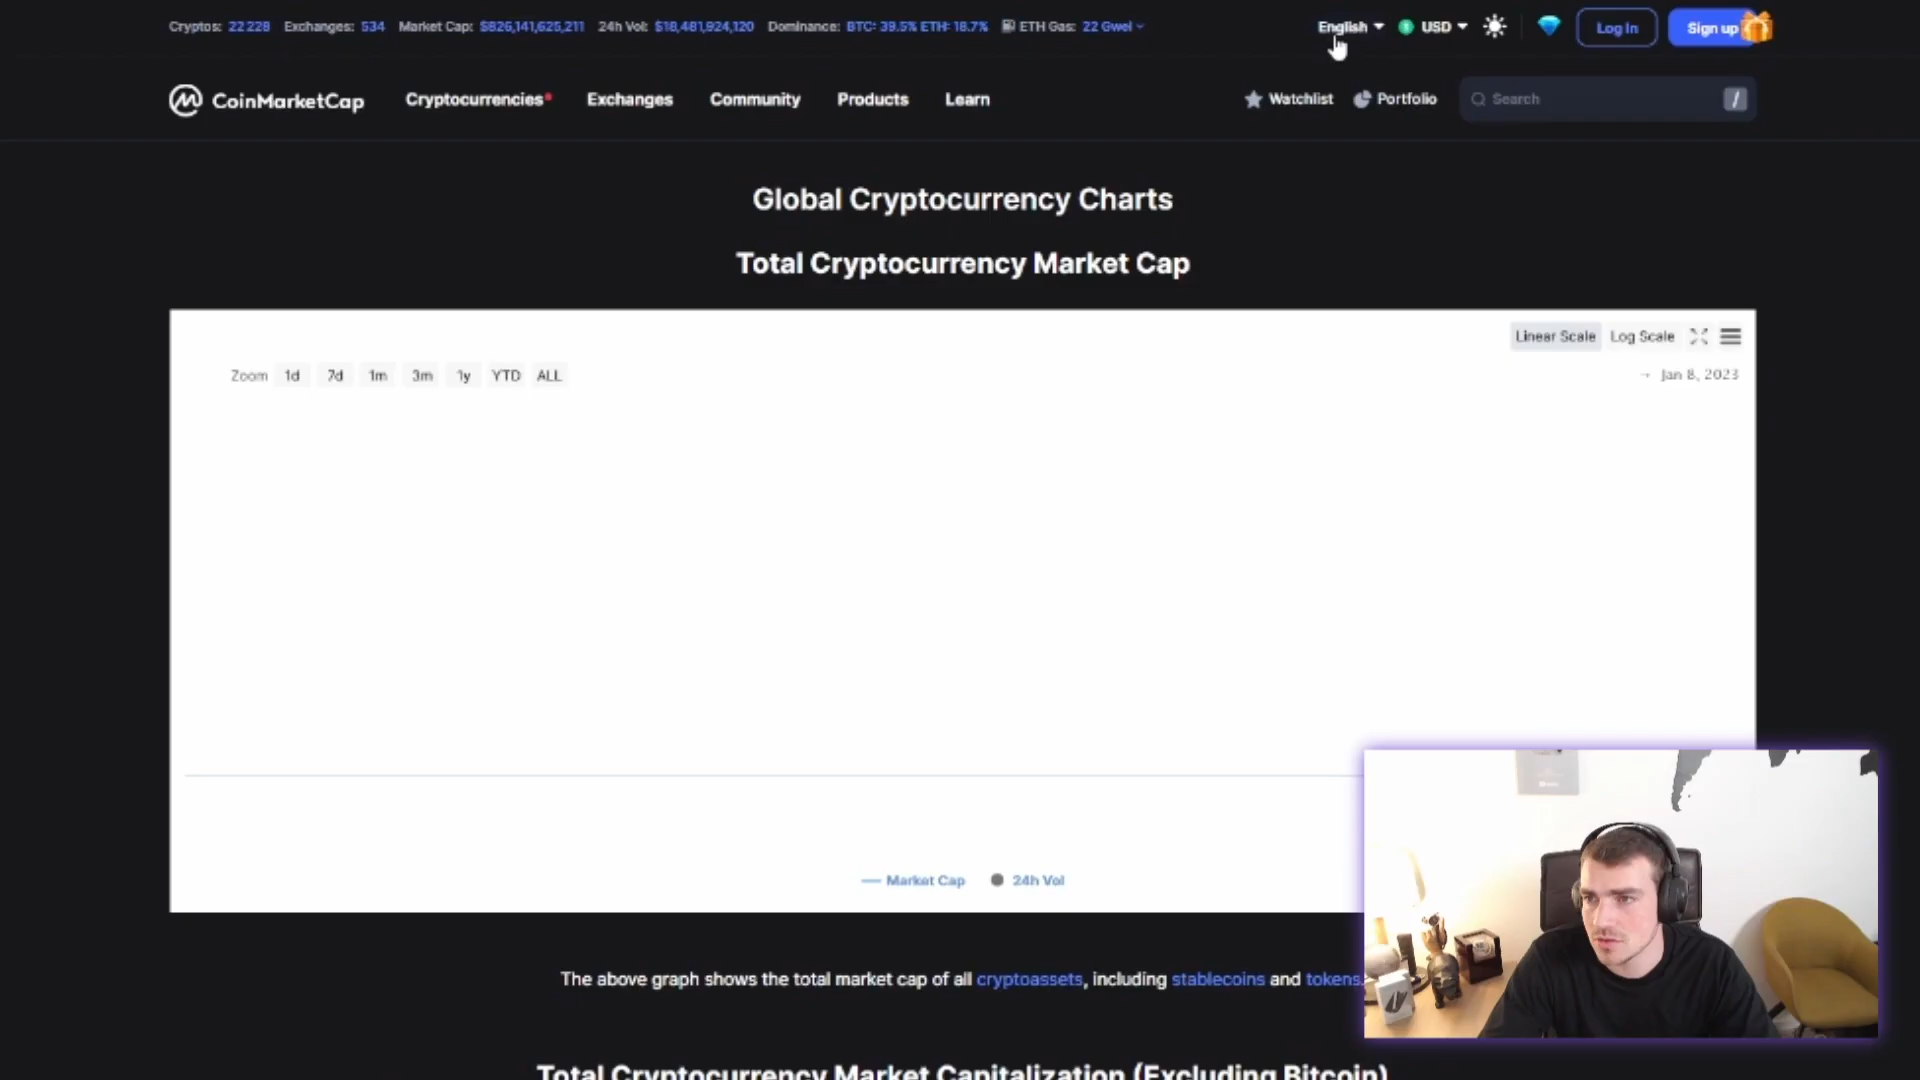 Cryptos: 22228 Exchanges: 534 Market Cap: $826,141,625,211 24h Vol: $18,481,924,120 Dominance: BTC: 39.5% ETH: 18.7% ETH Gas: 22 Gwei
English USD Log In Sign up
CoinMarketCap Cryptocurrencies Exchanges Community Products Learn Watchlist Portfolio Search /
Global Cryptocurrency Charts
Total Cryptocurrency Market Cap
Linear Scale Log Scale
Zoom 1d 7d 1m 3m 1y YTD ALL → Jan 8, 2023
Market Cap 24h Vol
The above graph shows the total market cap of all cryptoassets, including stablecoins and tokens.
Total Cryptocurrency Market Capitalization (Excluding Bitcoin)